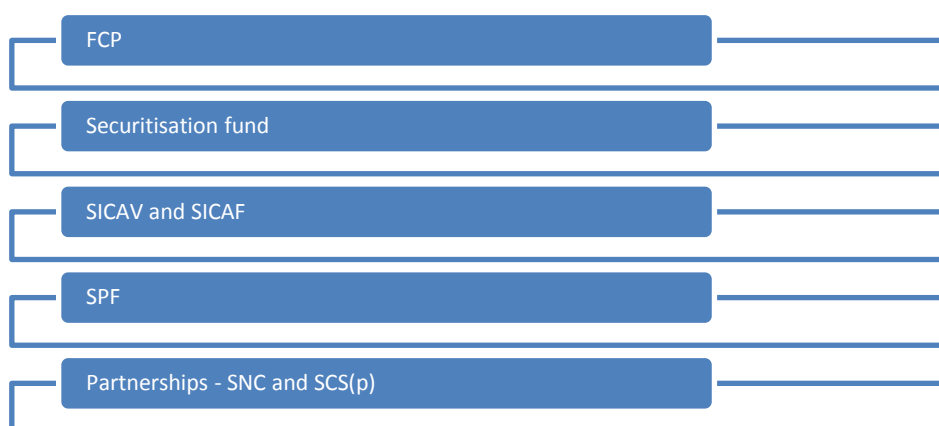 FCP
Securitisation fund
SICAV and SICAF
SPF
Partnerships - SNC and SCS(p)